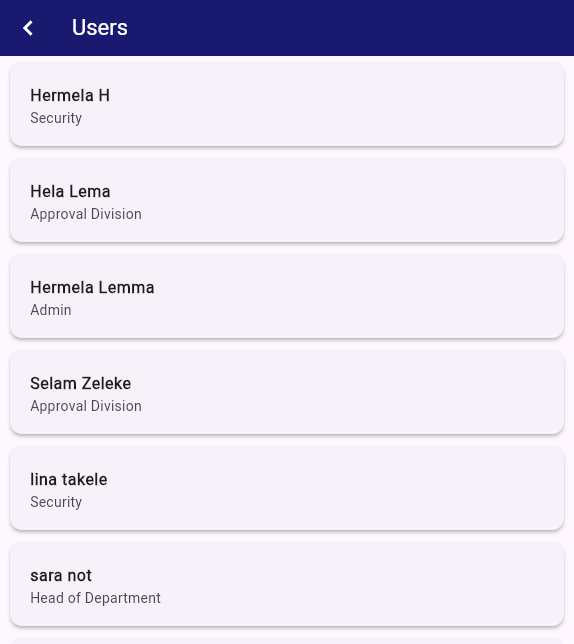 Users
Hermela H
Security
Hela Lema
Approval Division
Hermela Lemma
Admin
Selam Zeleke
Approval Division
lina takele
Security
sara not
Head of Department